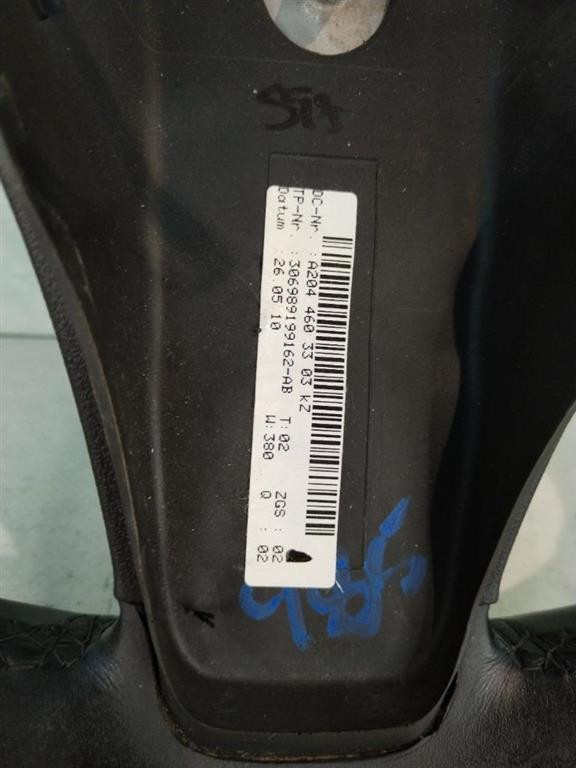 DC-Nr. :A204 460 33 03 kZ
TP-Nr. :306989199162-AB T:02 ZGS : 02
Datum :26.05.10 W:380 Q : 02